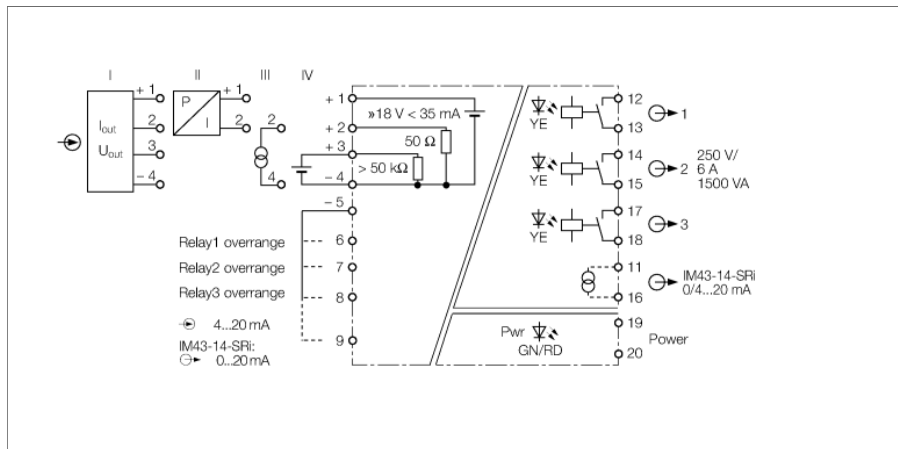 I II III IV
+ 1 + 1
P
I
2 2 2
I out
U out
3
- 4 4
+ 1
»18 V < 35 mA
+ 2
50 Ω
+ 3
> 50 kΩ
- 4
- 5
Relay1 overrange 6
Relay2 overrange 7
Relay3 overrange 8
4...20 mA
9
IM43-14-SRi:
0...20 mA
YE 12 1
13
YE 14 2 250 V/
15 6 A
1500 VA
YE 17 3
18
11 IM43-14-SRi
16 0/4...20 mA
Pwr 19 Power
GN/RD 20